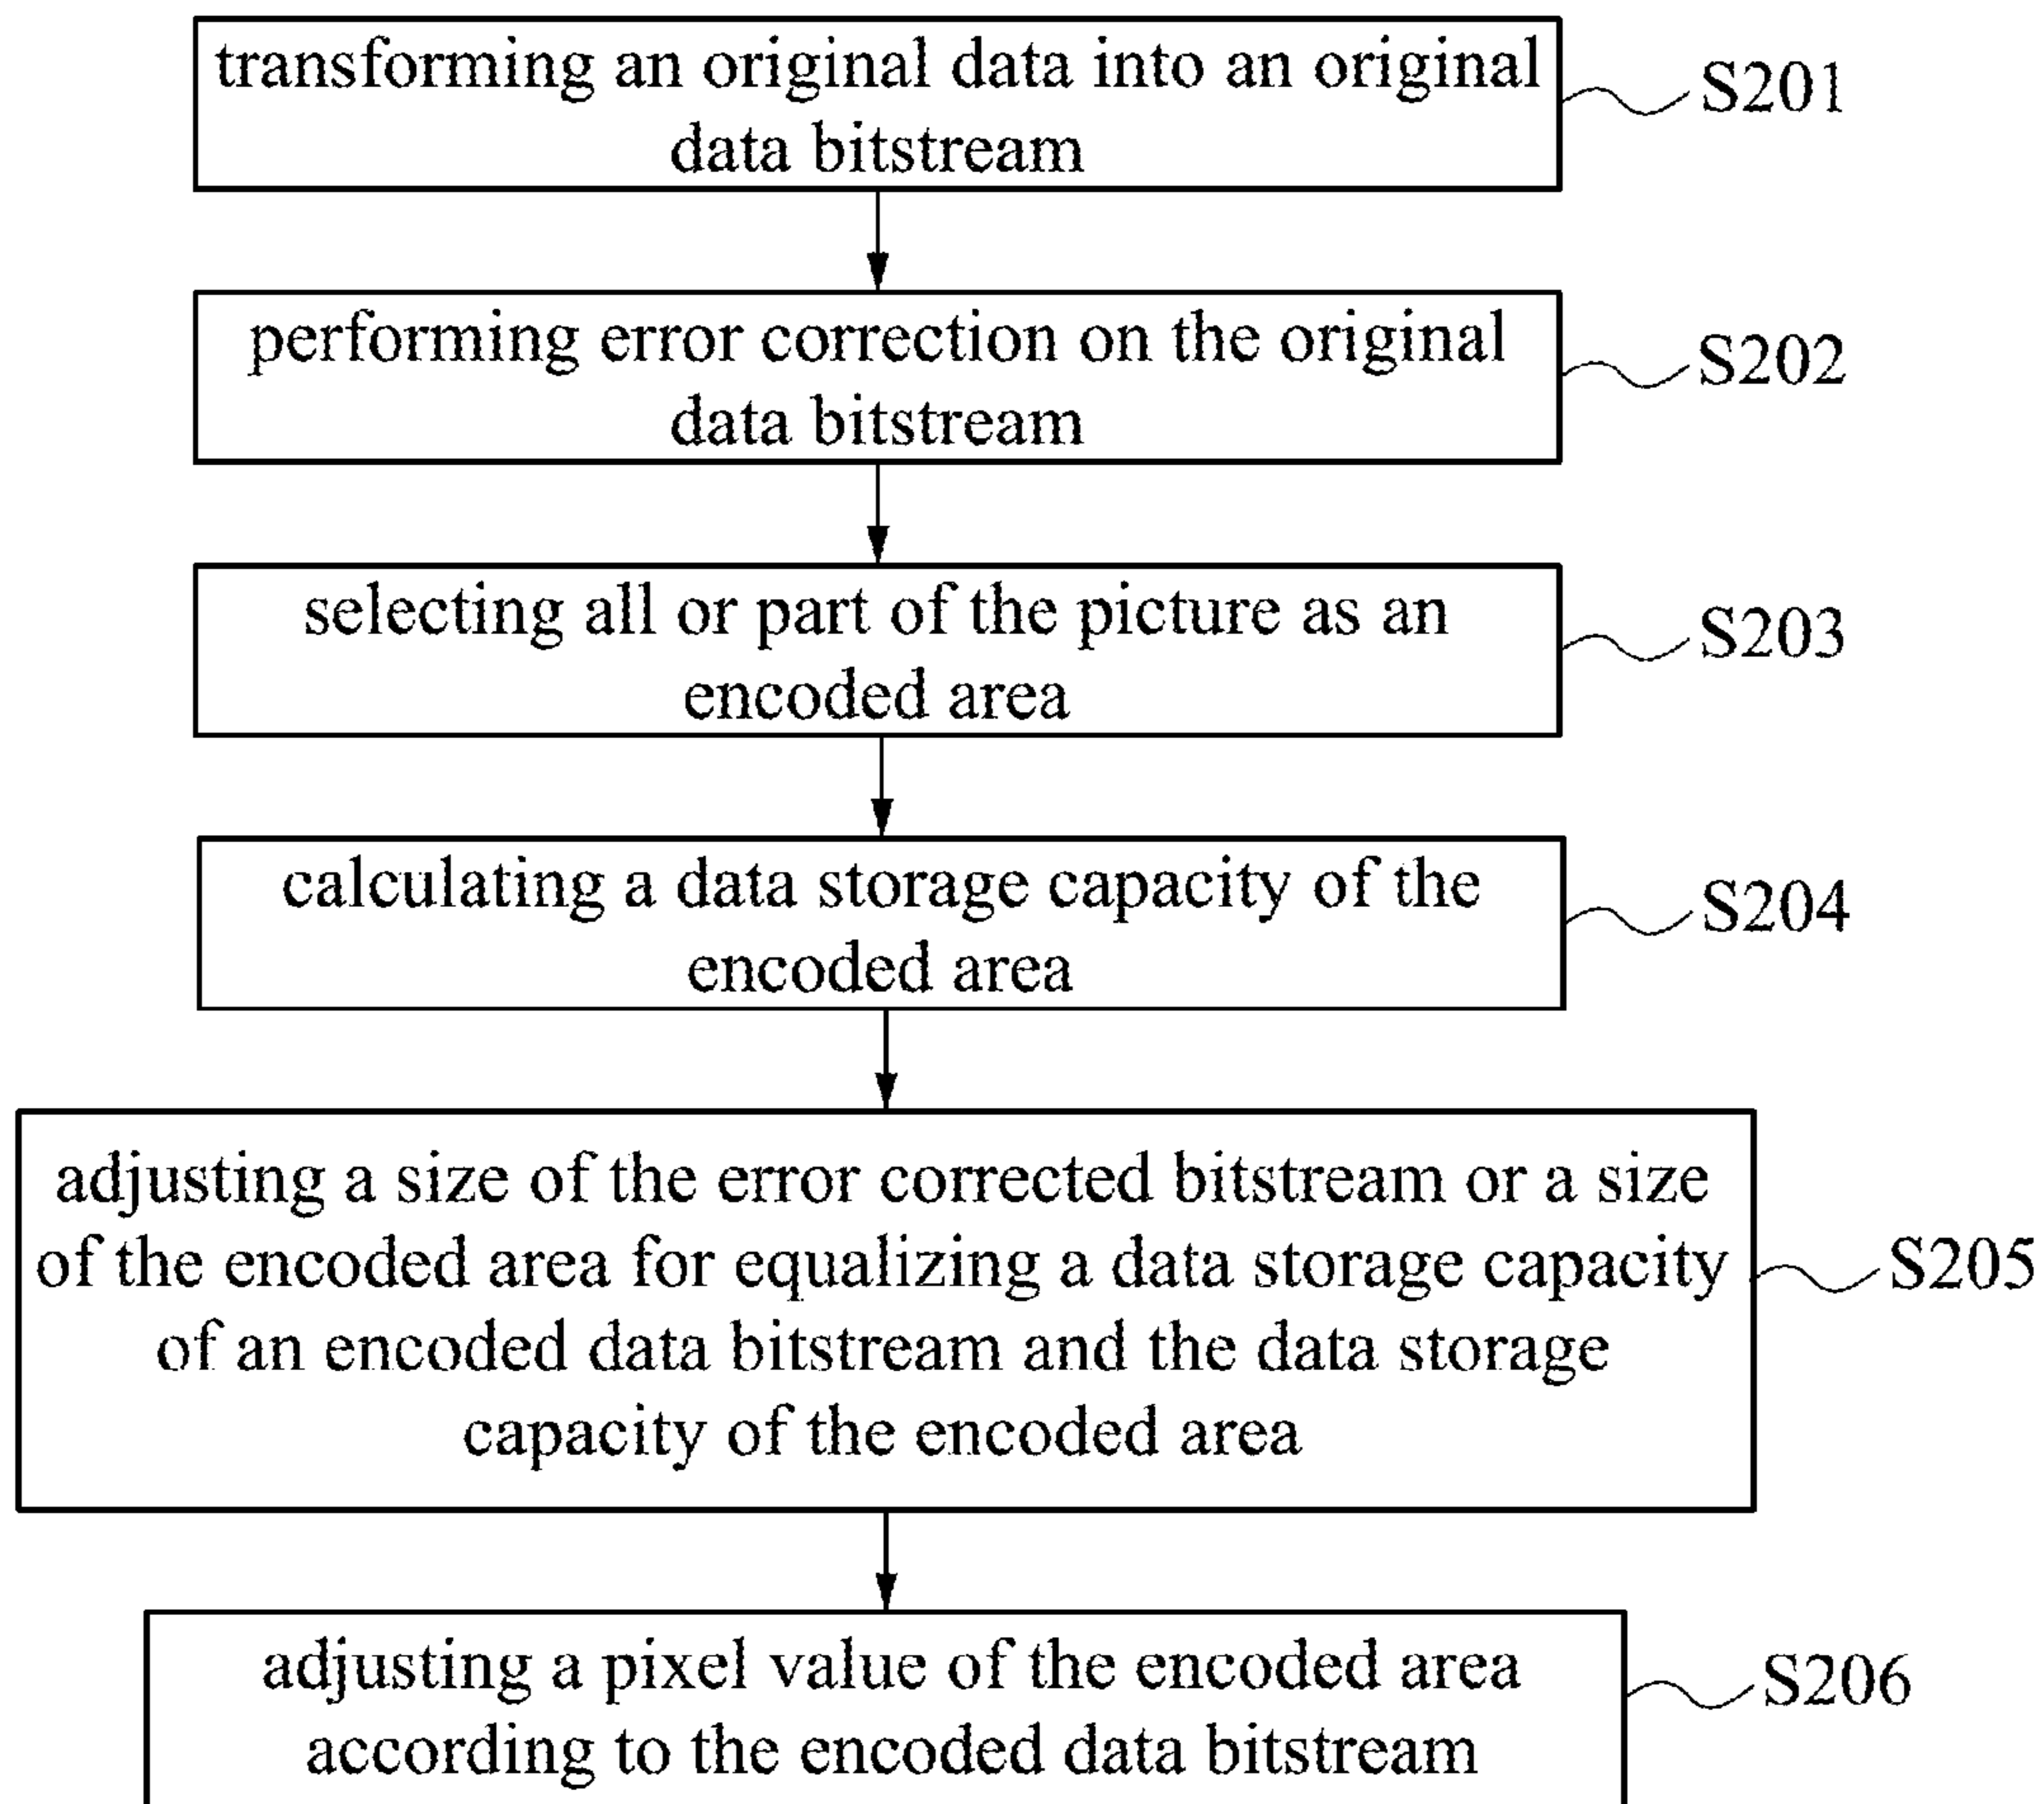 transforming an original data into an original
data bitstream
S201
performing error correction on the original
data bitstream
S202
selecting all or part of the picture as an
encoded area
S203
calculating a data storage capacity of the
encoded area
S204
adjusting a size of the error corrected bitstream or a size
of the encoded area for equalizing a data storage capacity
of an encoded data bitstream and the data storage
capacity of the encoded area
S205
adjusting a pixel value of the encoded area
according to the encoded data bitstream
S206